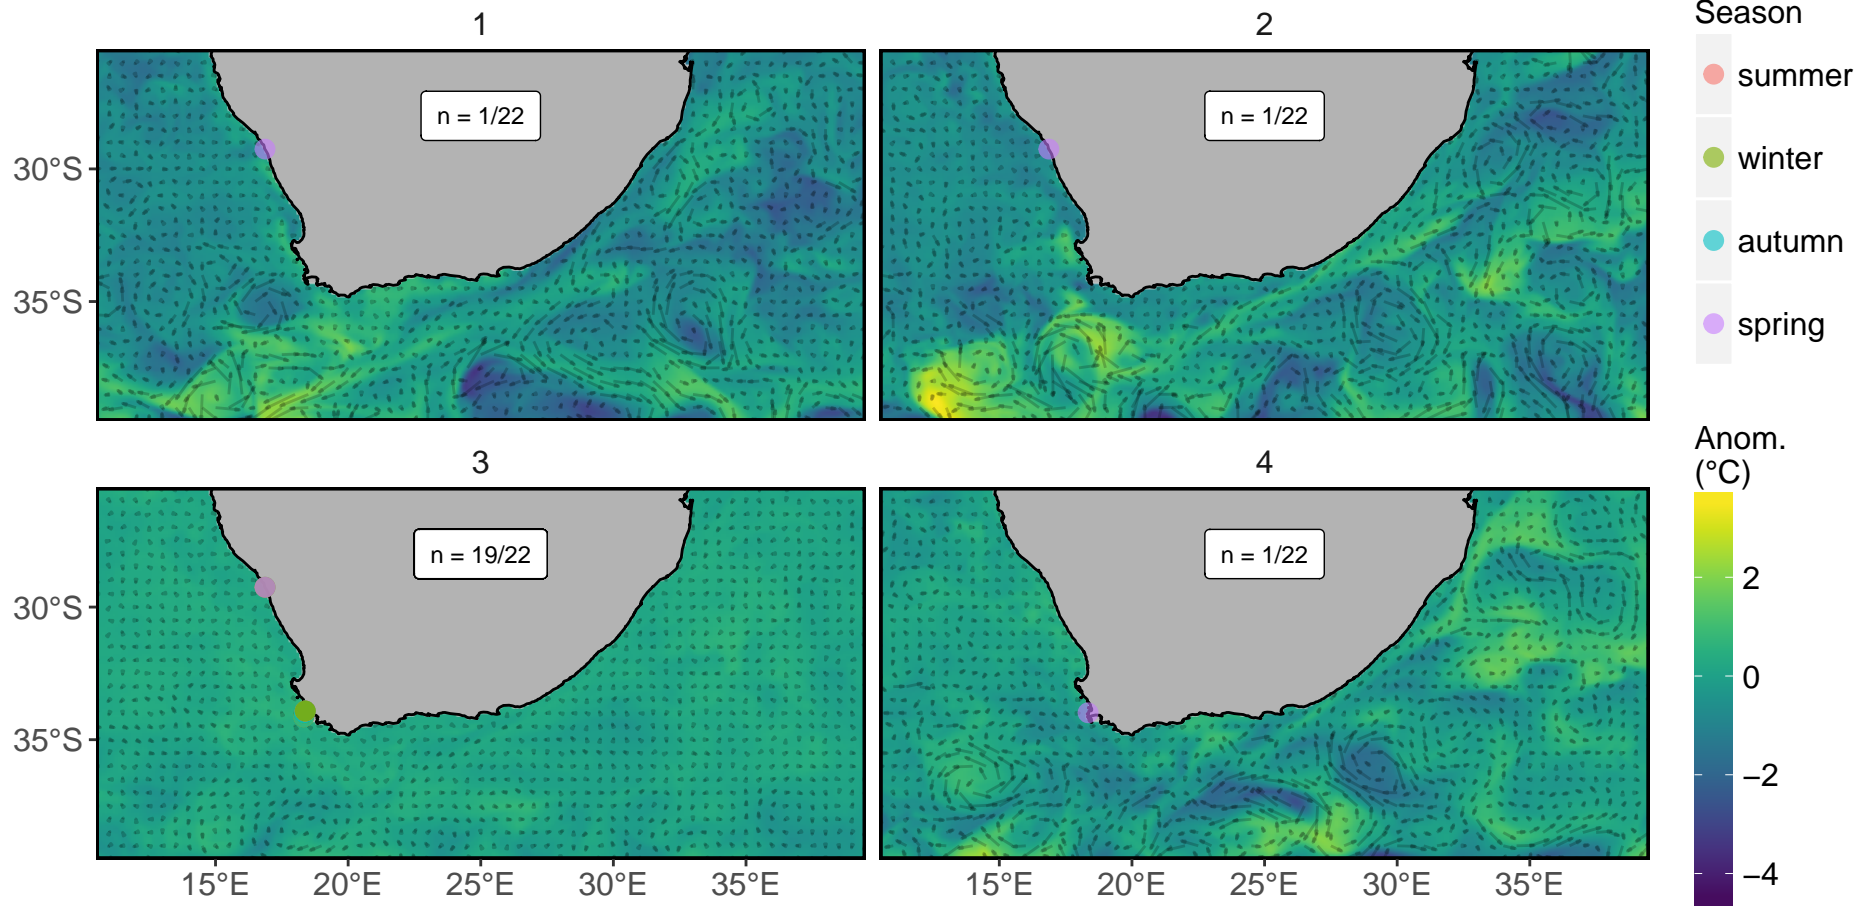 1
2
n = 1/22
n = 1/22
30°S
35°S
3
4
n = 19/22
n = 1/22
30°S
35°S
15°E
20°E
25°E
30°E
35°E
15°E
20°E
25°E
30°E
35°E
Season
summer
winter
autumn
spring
Anom.
(°C)
2
0
−2
−4